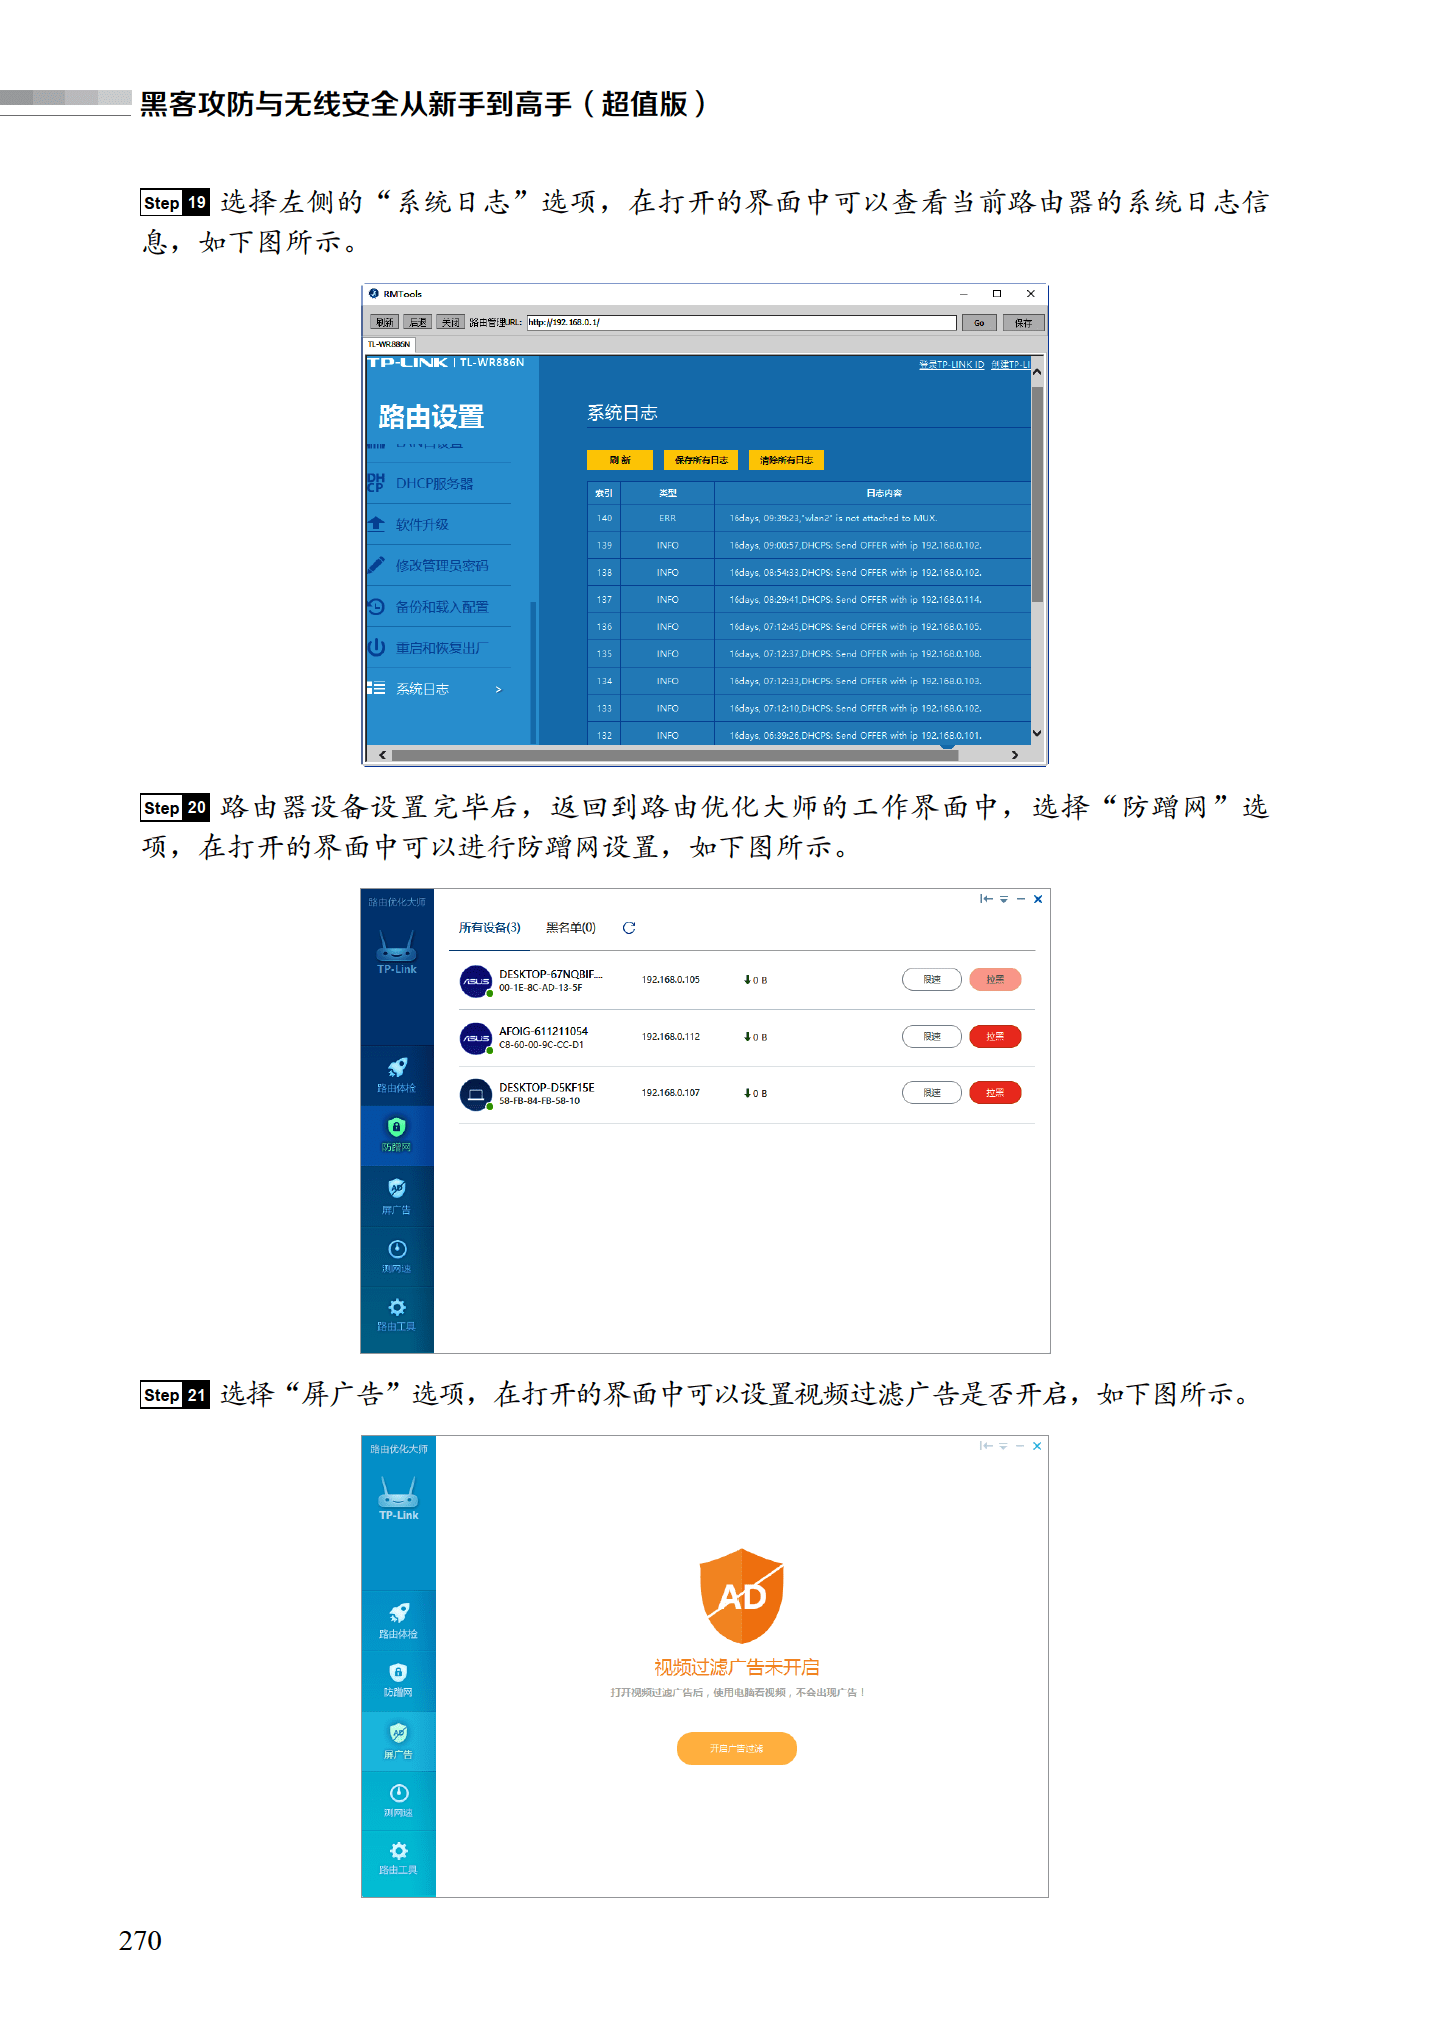 黑客攻防与无线安全从新手到高手（超值版）
Step 19 选择左侧的“系统日志”选项，在打开的界面中可以查看当前路由器的系统日志信
息，如下图所示。
RMTools
刷新 后退 关闭 路由管理URL: http://192.168.0.1/ Go 保存
TL-WR886N
TP-LINK | TL-WR886N 登录TP-LINK ID 创建TP-LI
路由设置
系统日志
LAN口设置
刷 新 保存所有日志 清除所有日志
DHCP服务器
软件升级
修改管理员密码
备份和载入配置
重启和恢复出厂
系统日志 >
索引 类型 日志内容
140 ERR 16days, 09:39:23,"wlan2" is not attached to MUX.
139 INFO 16days, 09:00:57,DHCPS: Send OFFER with ip 192.168.0.102.
138 INFO 16days, 08:54:33,DHCPS: Send OFFER with ip 192.168.0.102.
137 INFO 16days, 08:29:41,DHCPS: Send OFFER with ip 192.168.0.114.
136 INFO 16days, 07:12:45,DHCPS: Send OFFER with ip 192.168.0.105.
135 INFO 16days, 07:12:37,DHCPS: Send OFFER with ip 192.168.0.108.
134 INFO 16days, 07:12:33,DHCPS: Send OFFER with ip 192.168.0.103.
133 INFO 16days, 07:12:10,DHCPS: Send OFFER with ip 192.168.0.102.
132 INFO 16days, 06:39:26,DHCPS: Send OFFER with ip 192.168.0.101.
Step 20 路由器设备设置完毕后，返回到路由优化大师的工作界面中，选择“防蹭网”选
项，在打开的界面中可以进行防蹭网设置，如下图所示。
路由优化大师
TP-Link
路由体检
防蹭网
屏广告
测网速
路由工具
所有设备(3) 黑名单(0)
ASUS DESKTOP-67NQBIF... 192.168.0.105 0 B 限速 拉黑
00-1E-8C-AD-13-5F
ASUS AFOIG-611211054 192.168.0.112 0 B 限速 拉黑
C8-60-00-9C-CC-D1
DESKTOP-D5KF15E 192.168.0.107 0 B 限速 拉黑
58-FB-84-FB-58-10
Step 21 选择“屏广告”选项，在打开的界面中可以设置视频过滤广告是否开启，如下图所示。
路由优化大师
TP-Link
路由体检
防蹭网
屏广告
测网速
路由工具
AD
视频过滤广告未开启
打开视频过滤广告后，使用电脑看视频，不会出现广告！
开启广告过滤
270